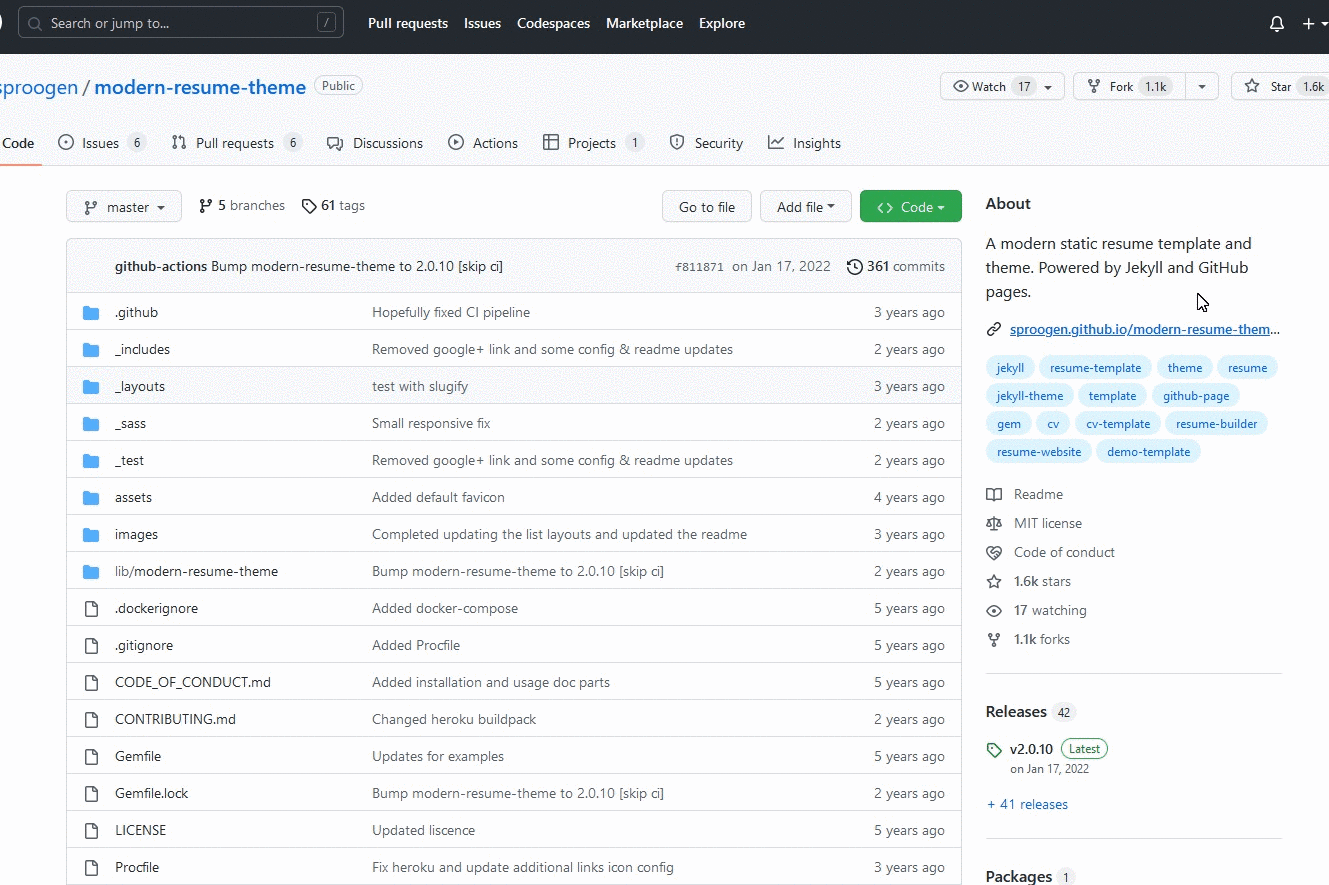 Search or jump to... /
Pull requests Issues Codespaces Marketplace Explore
sproogen / modern-resume-theme Public
Watch 17 Fork 1.1k Star 1.6k
Code Issues 6 Pull requests 6 Discussions Actions Projects 1 Security Insights
master 5 branches 61 tags Go to file Add file Code
github-actions Bump modern-resume-theme to 2.0.10 [skip ci] f811871 on Jan 17, 2022 361 commits
.github Hopefully fixed CI pipeline 3 years ago
_includes Removed google+ link and some config & readme updates 2 years ago
_layouts test with slugify 3 years ago
_sass Small responsive fix 2 years ago
_test Removed google+ link and some config & readme updates 2 years ago
assets Added default favicon 4 years ago
images Completed updating the list layouts and updated the readme 3 years ago
lib/modern-resume-theme Bump modern-resume-theme to 2.0.10 [skip ci] 2 years ago
.dockerignore Added docker-compose 5 years ago
.gitignore Added Procfile 5 years ago
CODE_OF_CONDUCT.md Added installation and usage doc parts 5 years ago
CONTRIBUTING.md Changed heroku buildpack 2 years ago
Gemfile Updates for examples 5 years ago
Gemfile.lock Bump modern-resume-theme to 2.0.10 [skip ci] 2 years ago
LICENSE Updated liscence 5 years ago
Procfile Fix heroku and update additional links icon config 3 years ago
About
A modern static resume template and
theme. Powered by Jekyll and GitHub
pages.
sproogen.github.io/modern-resume-them...
jekyll resume-template theme resume
jekyll-theme template github-page
gem cv cv-template resume-builder
resume-website demo-template
Readme
MIT license
Code of conduct
1.6k stars
17 watching
1.1k forks
Releases 42
v2.0.10 Latest
on Jan 17, 2022
+ 41 releases
Packages 1